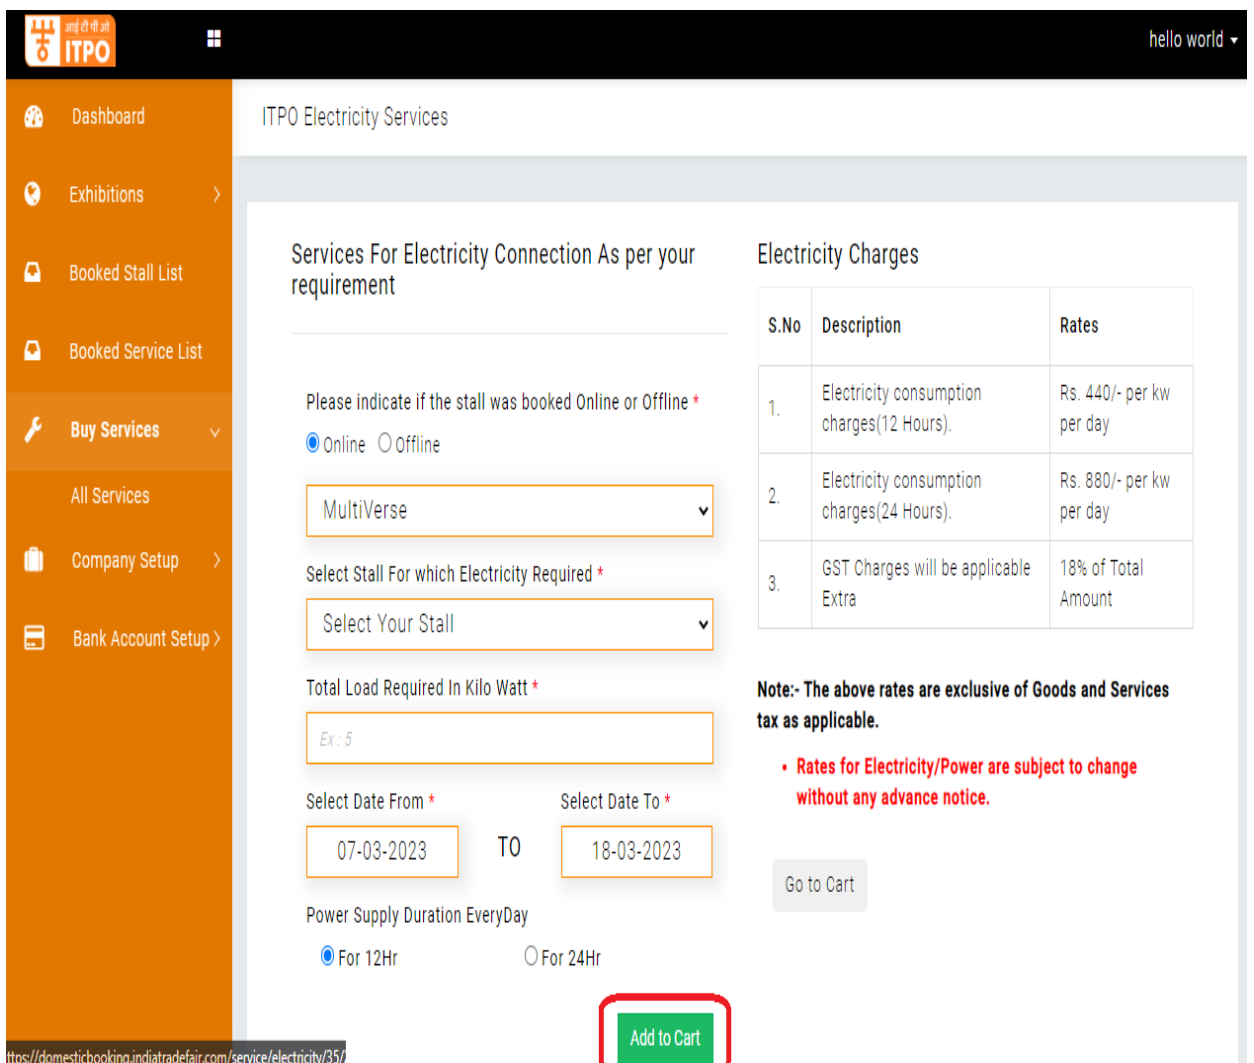 आई टी पी ओ
ITPO
hello world
Dashboard
Exhibitions
Booked Stall List
Booked Service List
Buy Services
All Services
Company Setup
Bank Account Setup
ITPO Electricity Services
Services For Electricity Connection As per your
requirement
Please indicate if the stall was booked Online or Offline *
Online Offline
MultiVerse
Select Stall For which Electricity Required *
Select Your Stall
Total Load Required In Kilo Watt *
Ex : 5
Select Date From * Select Date To *
07-03-2023 TO 18-03-2023
Power Supply Duration EveryDay
For 12Hr For 24Hr
Add to Cart
Electricity Charges
S.No Description Rates
1. Electricity consumption charges(12 Hours). Rs. 440/- per kw per day
2. Electricity consumption charges(24 Hours). Rs. 880/- per kw per day
3. GST Charges will be applicable Extra 18% of Total Amount
Note:- The above rates are exclusive of Goods and Services
tax as applicable.
• Rates for Electricity/Power are subject to change
without any advance notice.
Go to Cart
ttps://domesticbooking.indiatradefair.com/service/electricity/35/